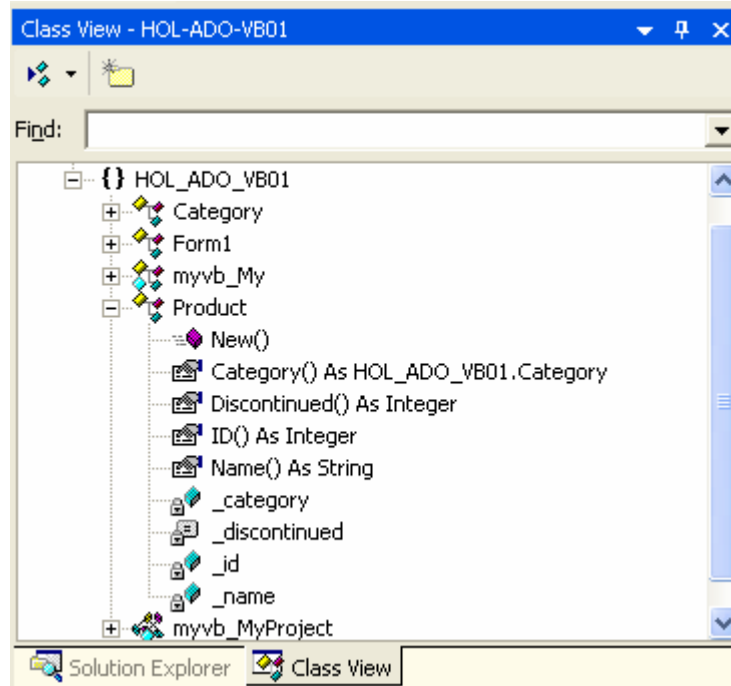 Class View - HOL-ADO-VB01
Find:
{} HOL_ADO_VB01
Category
Form1
myvb_My
Product
New()
Category() As HOL_ADO_VB01.Category
Discontinued() As Integer
ID() As Integer
Name() As String
_category
_discontinued
_id
_name
myvb_MyProject
Solution Explorer Class View